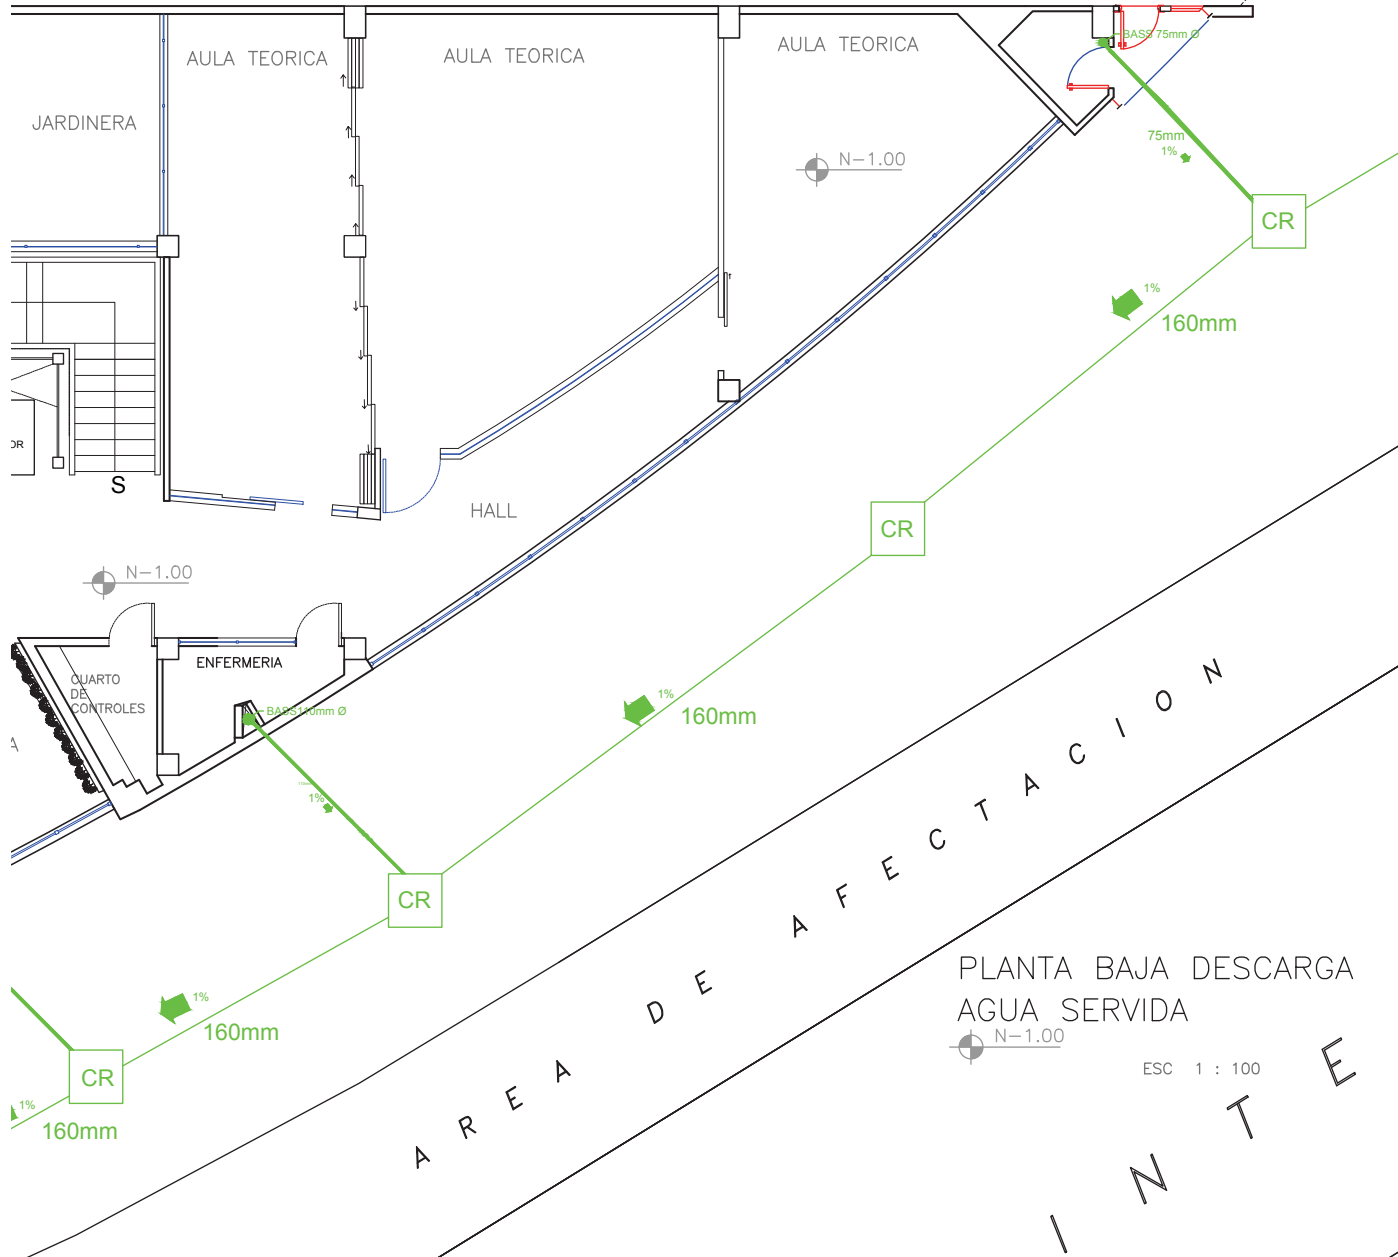 AULA TEORICA
AULA TEORICA
AULA TEORICA
BASS 75mm Ø
JARDINERA
75mm
1%
N-1.00
CR
1%
160mm
OR
S
HALL
CR
N-1.00
ENFERMERIA
CUARTO
DE
CONTROLES
BASS110mm Ø
1%
160mm
A
1%
CR
1%
160mm
CR
1%
160mm
AREA DE AFECTACION
PLANTA BAJA DESCARGA
AGUA SERVIDA
N-1.00
ESC 1 : 100
INTE